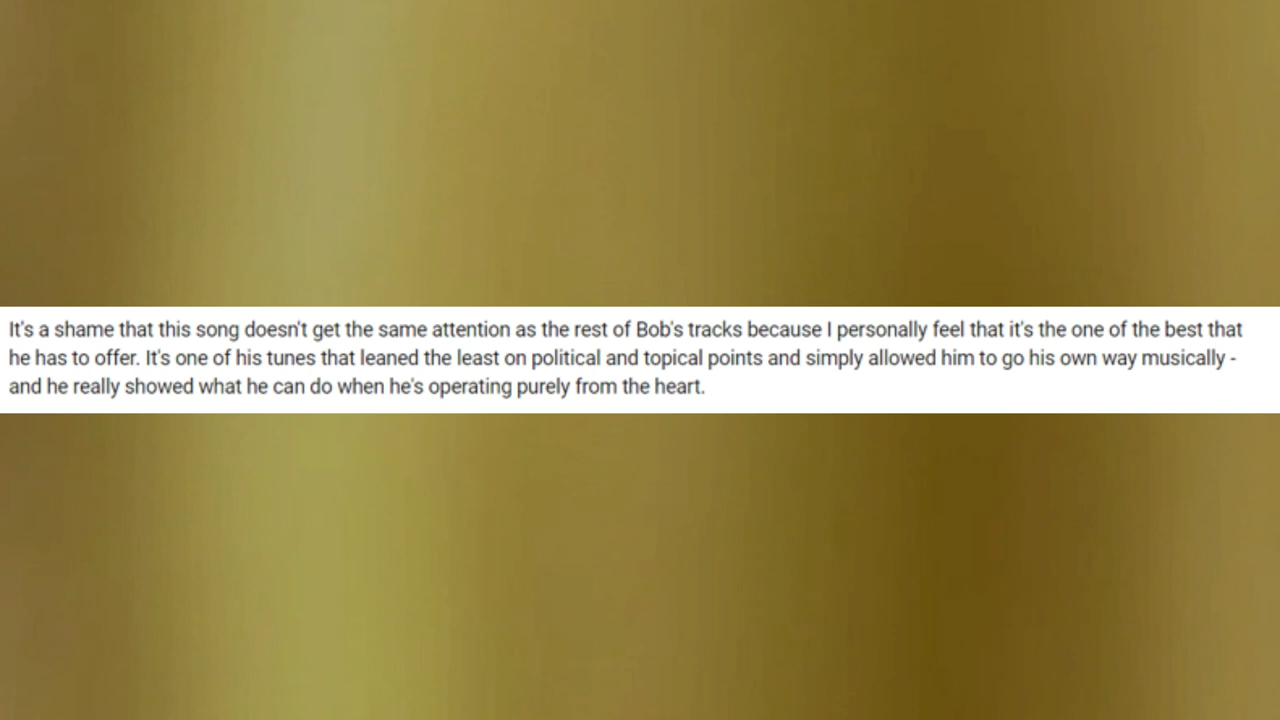 It's a shame that this song doesn't get the same attention as the rest of Bob's tracks because I personally feel that it's the one of the best that
he has to offer. It's one of his tunes that leaned the least on political and topical points and simply allowed him to go his own way musically -
and he really showed what he can do when he's operating purely from the heart.